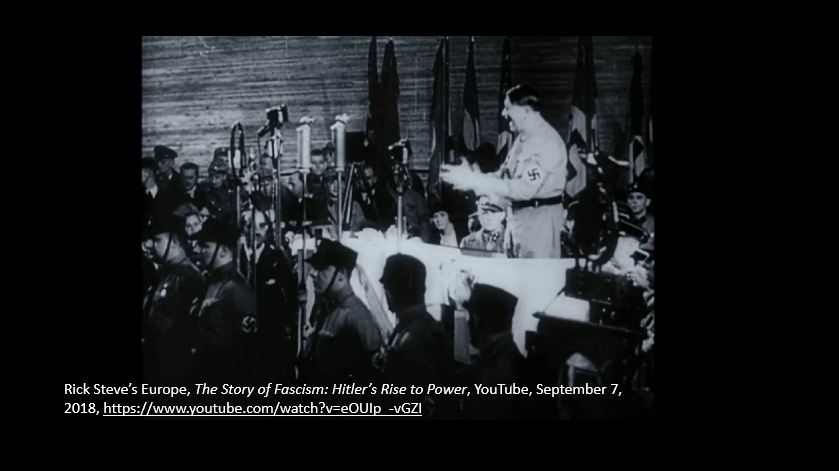 Rick Steve's Europe, The Story of Fascism: Hitler's Rise to Power, YouTube, September 7,
2018, https://www.youtube.com/watch?v=eOUIp_-vGZI